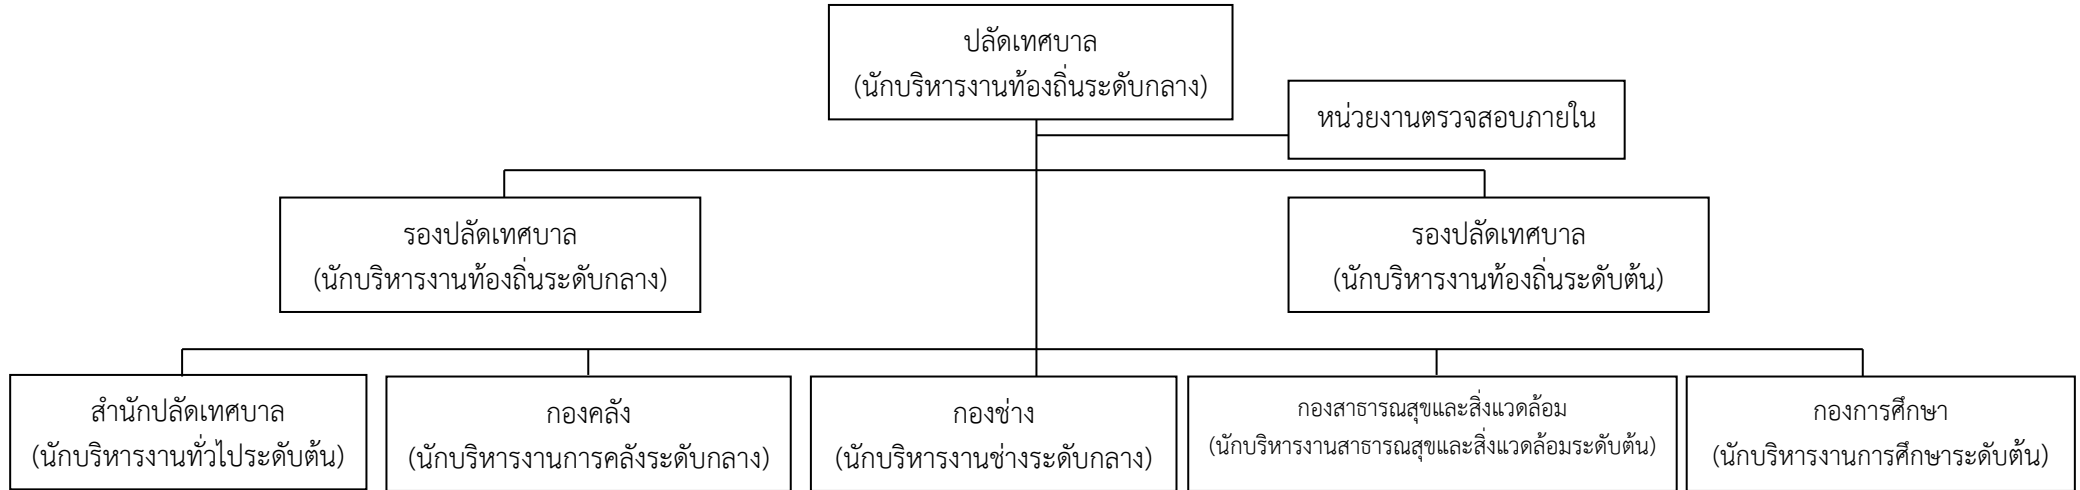 ปลัดเทศบาล
(นักบริหารงานท้องถิ่นระดับกลาง)
หน่วยงานตรวจสอบภายใน
รองปลัดเทศบาล
(นักบริหารงานท้องถิ่นระดับกลาง)
รองปลัดเทศบาล
(นักบริหารงานท้องถิ่นระดับต้น)
สำนักปลัดเทศบาล
(นักบริหารงานทั่วไประดับต้น)
กองคลัง
(นักบริหารงานการคลังระดับกลาง)
กองช่าง
(นักบริหารงานช่างระดับกลาง)
กองสาธารณสุขและสิ่งแวดล้อม
(นักบริหารงานสาธารณสุขและสิ่งแวดล้อมระดับต้น)
กองการศึกษา
(นักบริหารงานการศึกษาระดับต้น)